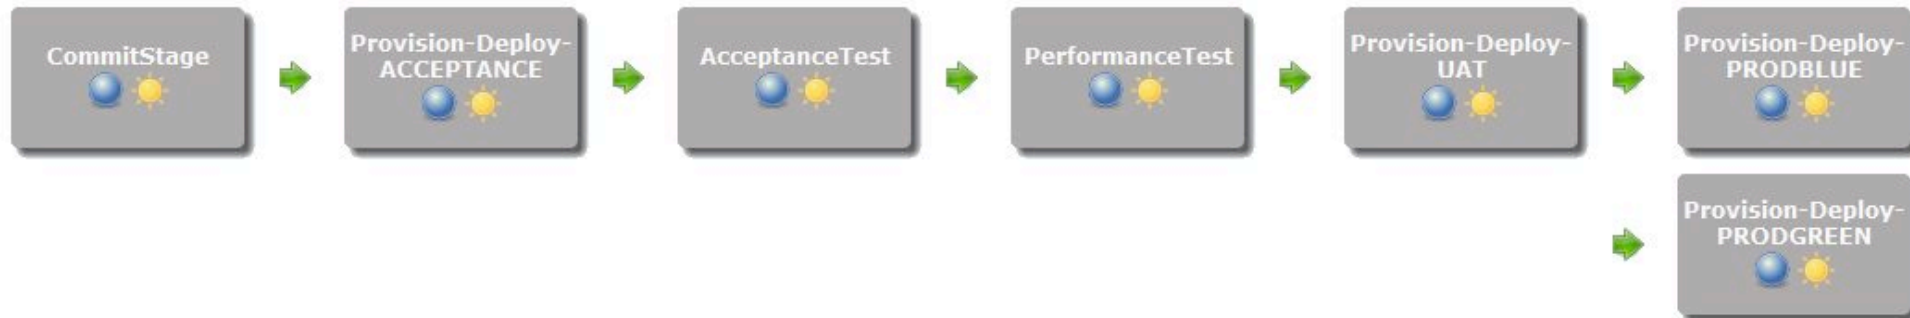 CommitStage
Provision-Deploy-
ACCEPTANCE
AcceptanceTest
PerformanceTest
Provision-Deploy-
UAT
Provision-Deploy-
PRODBLUE
Provision-Deploy-
PRODGREEN